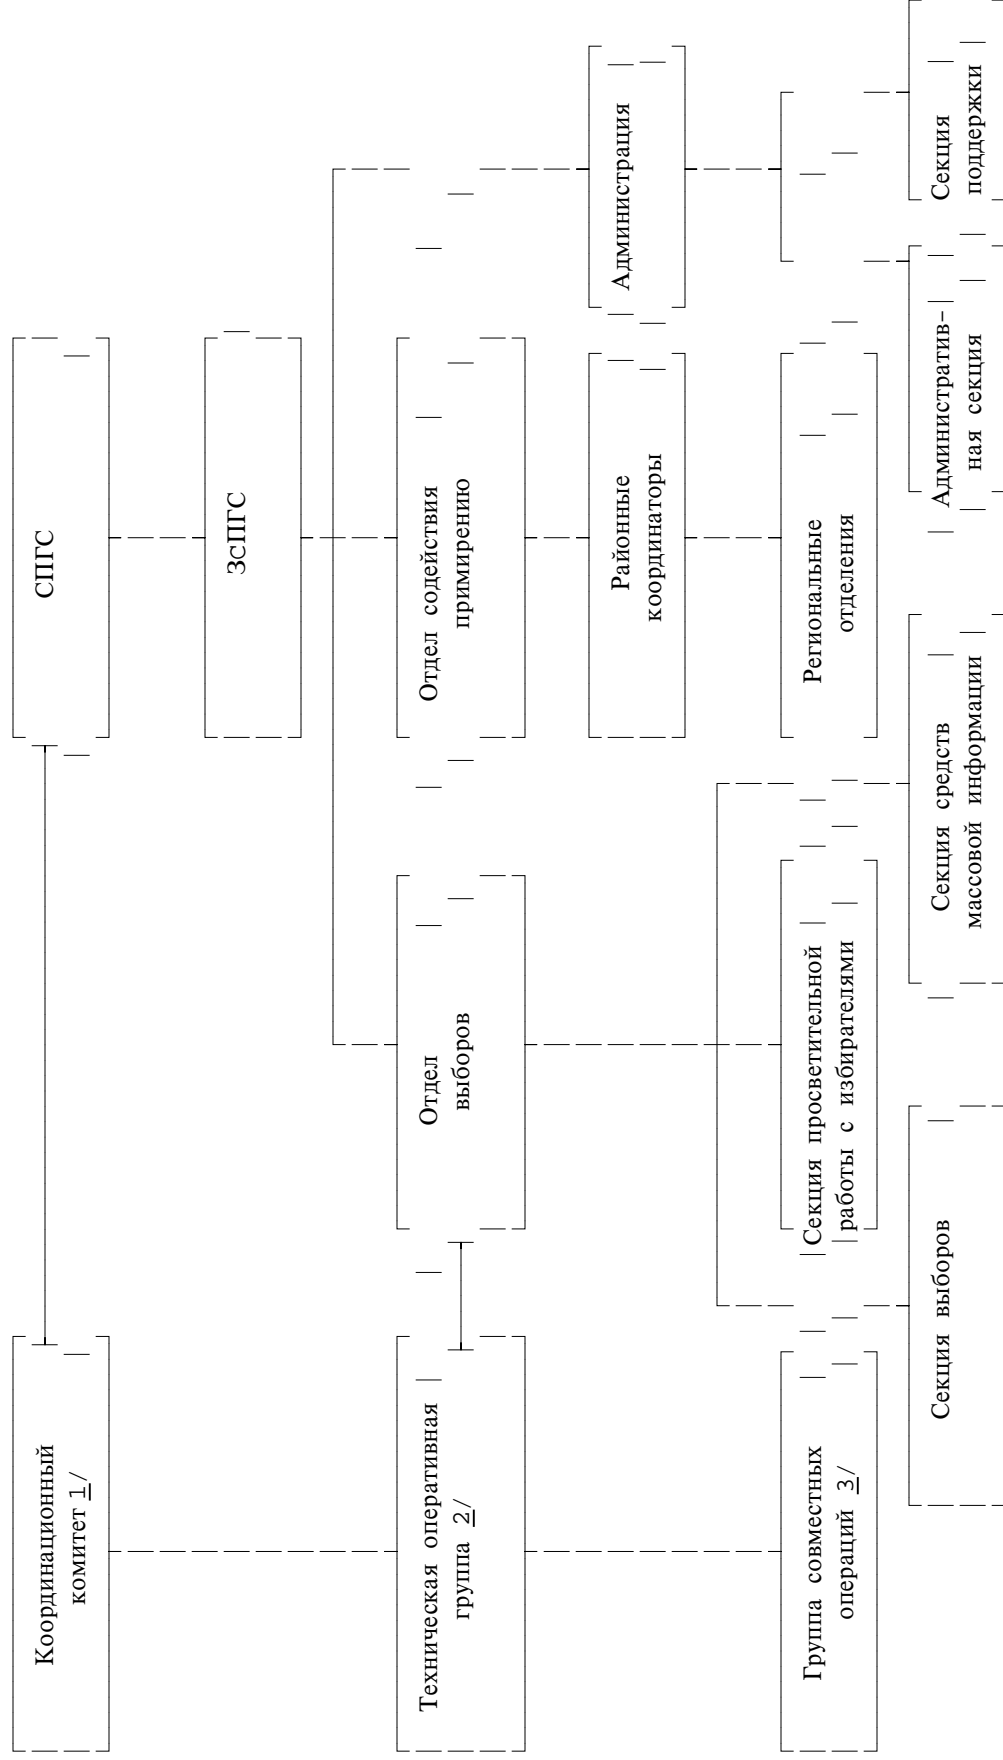 СПГС
Координационный
комитет 1/
ЗсПГС
Отдел
выборов
Отдел содействия
примирению
Техническая оперативная
группа 2/
Районные
координаторы
Администрация
Группа совместных
операций 3/
Секция просветительной
работы с избирателями
Региональные
отделения
Секция выборов
Секция средств
массовой информации
Административ-
ная секция
Секция
поддержки